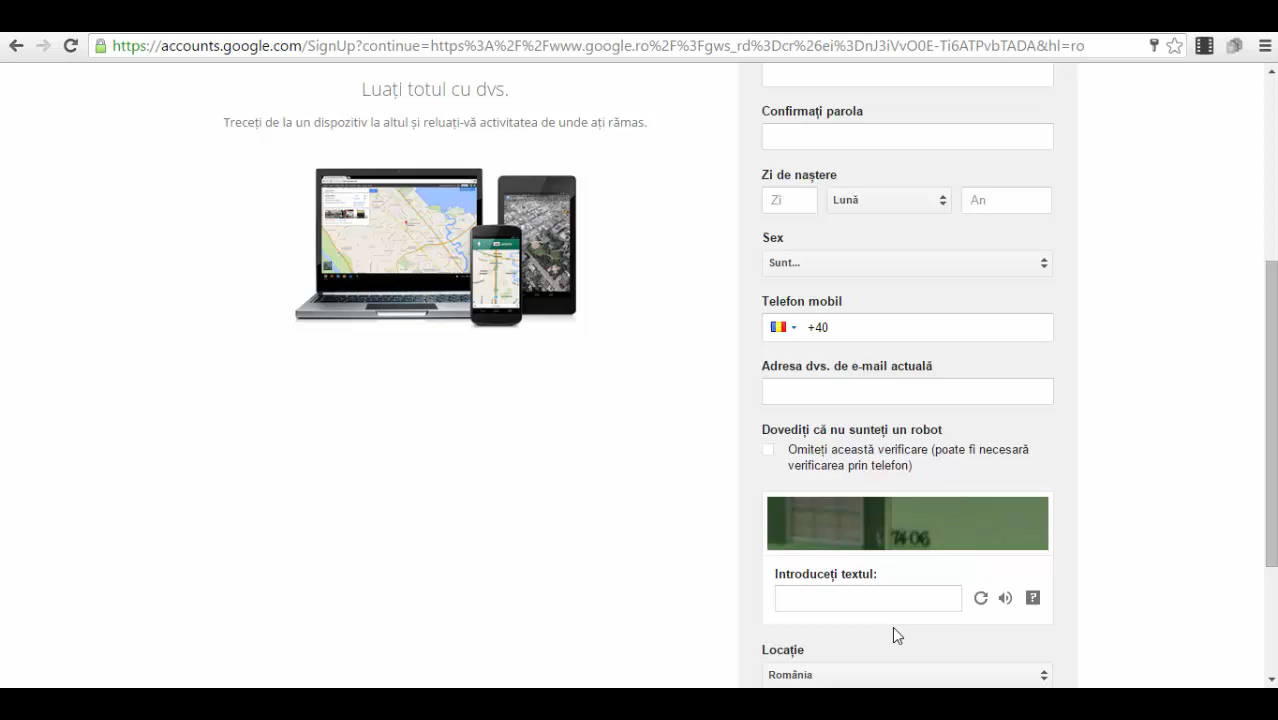 https://accounts.google.com/SignUp?continue=https%3A%2F%2Fwww.google.ro%2F%3Fgws_rd%3Dcr%26ei%3DnJ3iVvO0E-Ti6ATPvbTADA&hl=ro
Luați totul cu dvs.
Treceți de la un dispozitiv la altul și reluați-vă activitatea de unde ați rămas.
Confirmați parola
Zi de naștere
Zi Lună An
Sex
Sunt...
Telefon mobil
+40
Adresa dvs. de e-mail actuală
Dovediți că nu sunteți un robot
Omiteți această verificare (poate fi necesară
verificarea prin telefon)
7406
Introduceți textul:
?
Locație
România